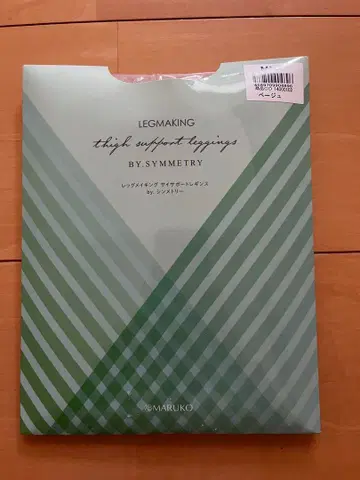 LEGMAKING
thigh support leggings
BY.SYMMETRY
レッグメイキング サイサポートレギンス
by. シンメトリー
MARUKO
ベージュ